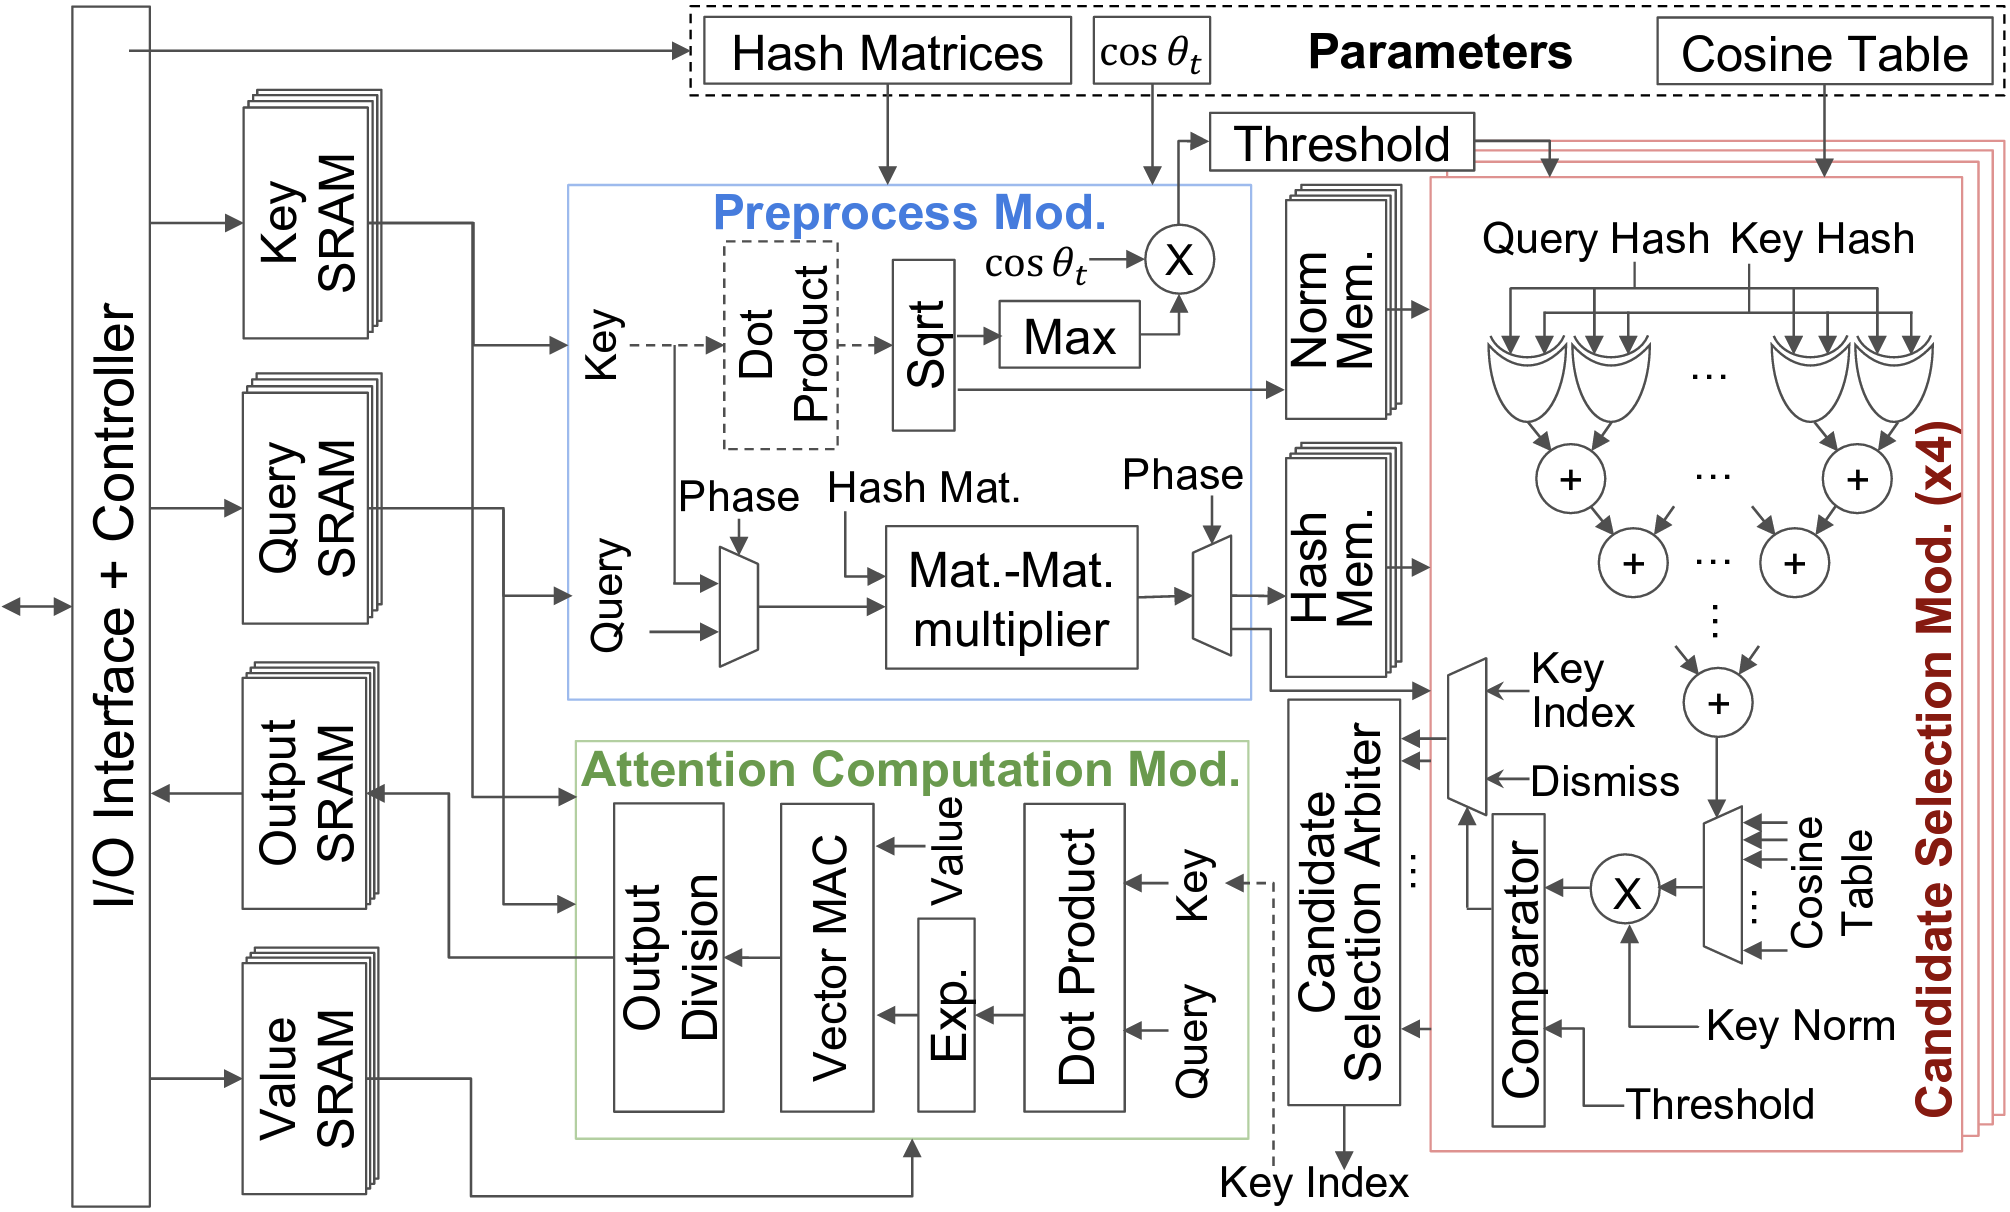 Hash Matrices
cos θt
Parameters
Cosine Table
Threshold
I/O Interface + Controller
Key
SRAM
Query
SRAM
Output
SRAM
Value
SRAM
Preprocess Mod.
Key
Dot
Product
Sqrt
cos θt
X
Max
Phase
Hash Mat.
Phase
Query
Mat.-Mat.
multiplier
Norm
Mem.
Hash
Mem.
Attention Computation Mod.
Output
Division
Vector MAC
Value
Exp.
Dot Product
Key
Query
Candidate
Selection Arbiter
Key Index
Candidate Selection Mod. (x4)
Query Hash
Key Hash
...
+
...
+
+
...
+
...
+
Key
Index
Dismiss
...
Comparator
X
...
Cosine
Table
Key Norm
Threshold